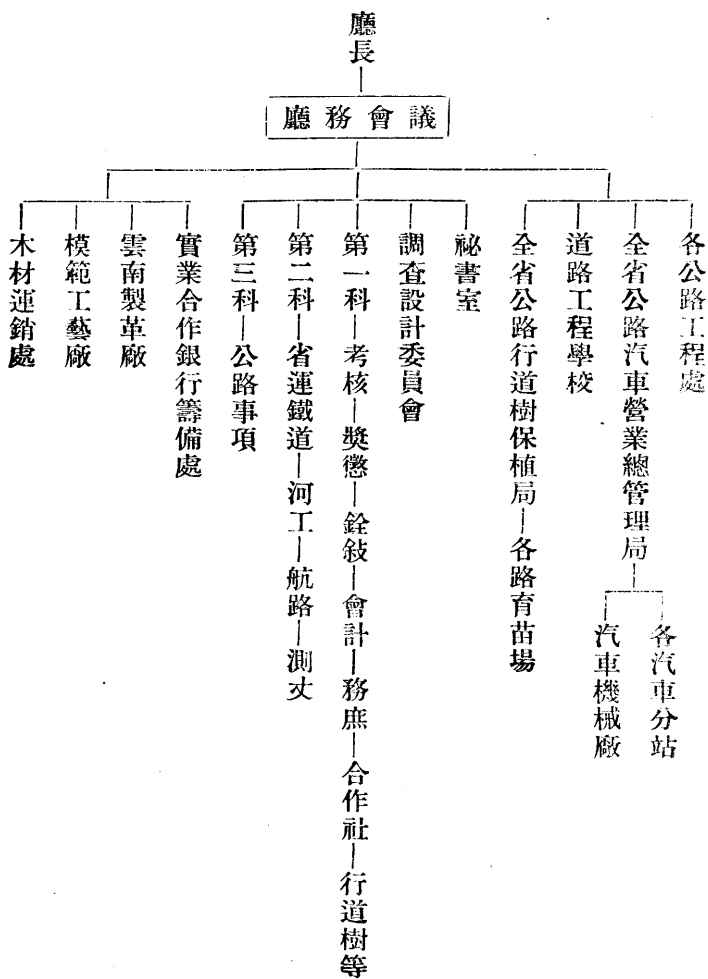 廳長
廳務會議
各公路工程處
全省公路汽車營業總管理局
各汽車分站
汽車機械廠
道路工程學校
全省公路行道樹保植局—各路育苗場
祕書室
調查設計委員會
第一科—考核—獎懲—銓敍—會計—務庶—合作社—行道樹等
第二科—省運鐵道—河工—航路—測丈
第三科—公路事項
實業合作銀行籌備處
雲南製革廠
模範工藝廠
木材運銷處